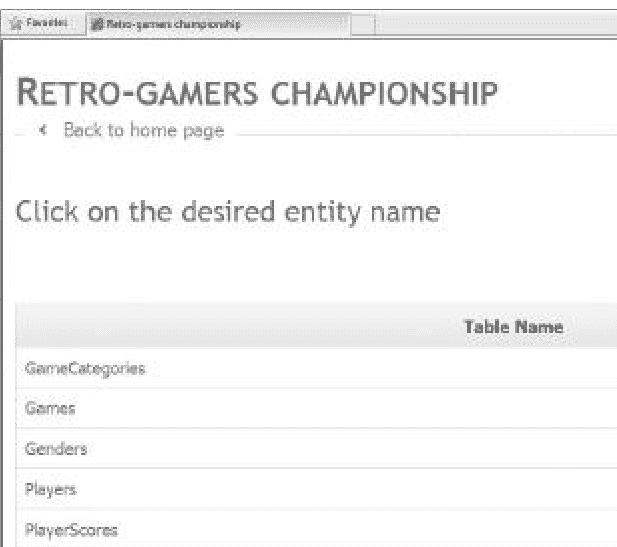 Favorites Retro-gamers championship
RETRO-GAMERS CHAMPIONSHIP
Back to home page
Click on the desired entity name
Table Name
GameCategories
Games
Genders
Players
PlayerScores